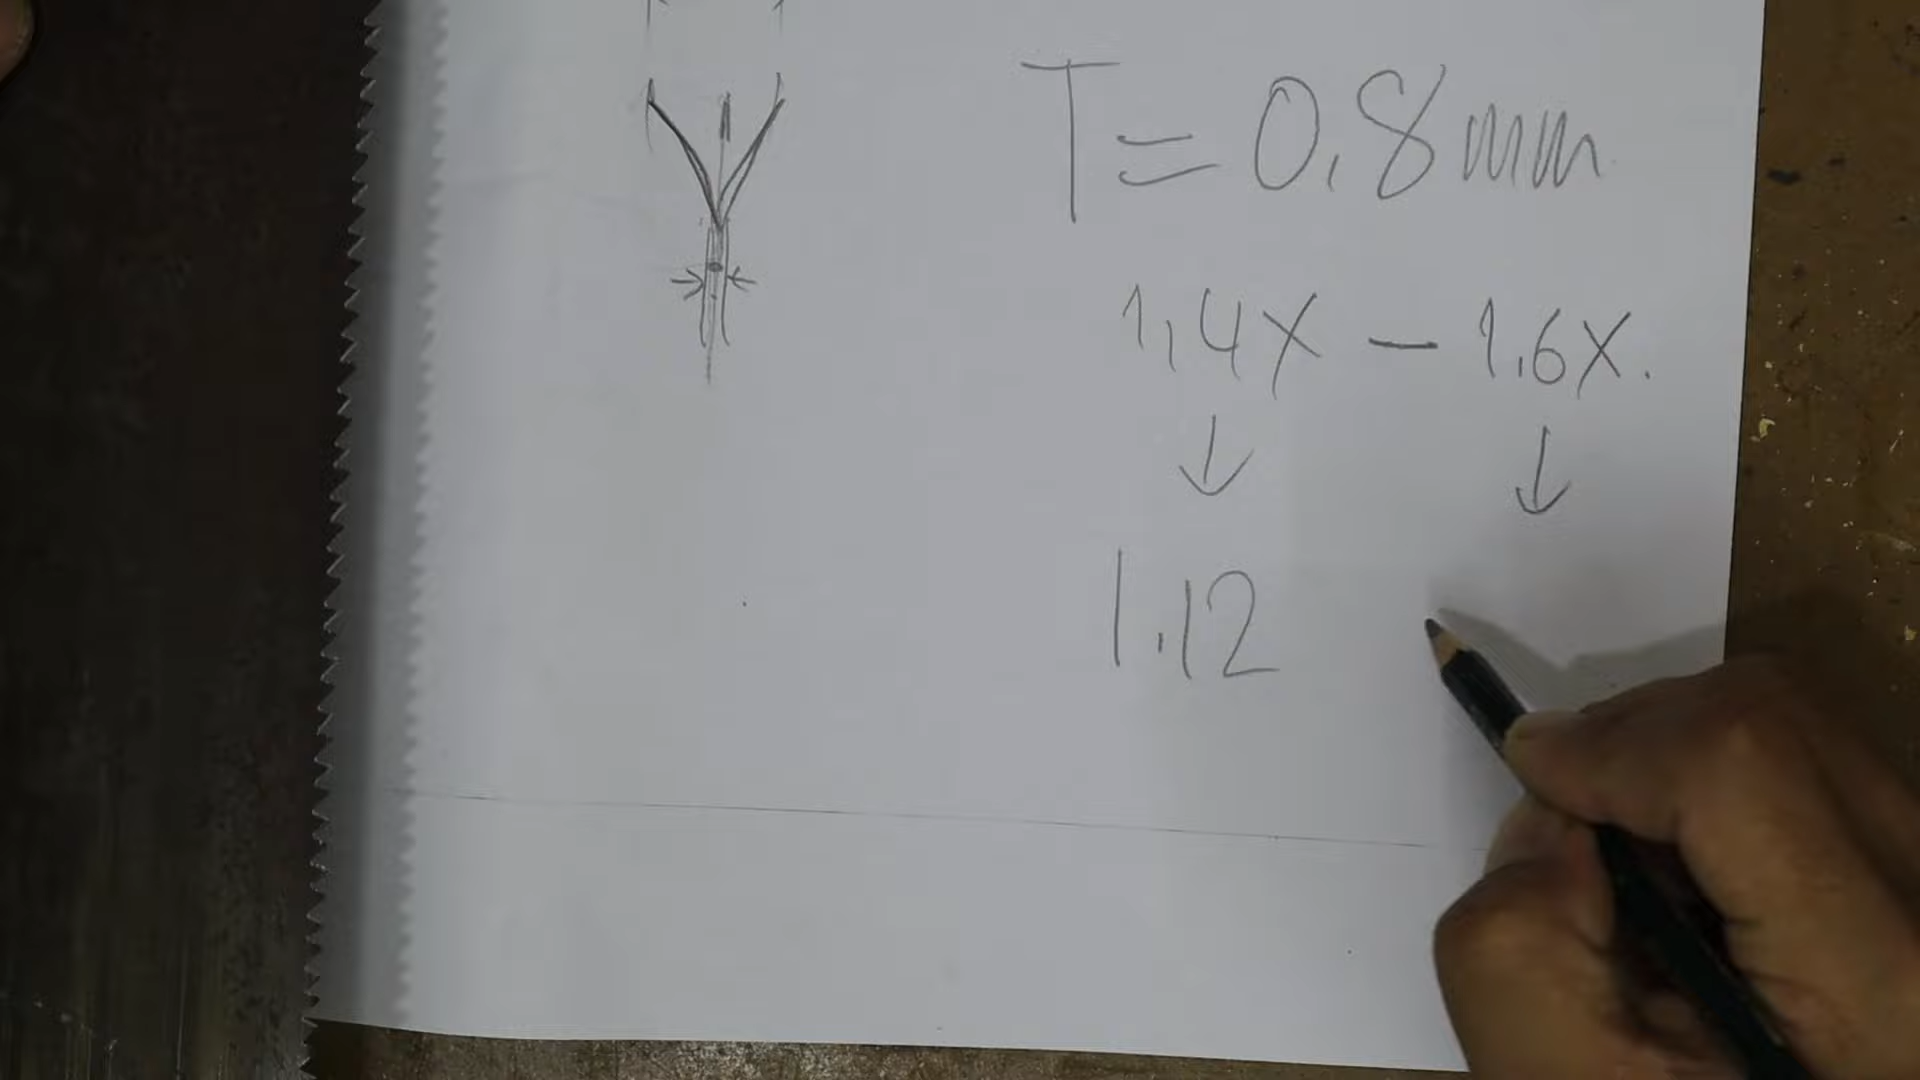 T = 0.8mm
1.4X - 1.6X.
↓ ↓
1.12